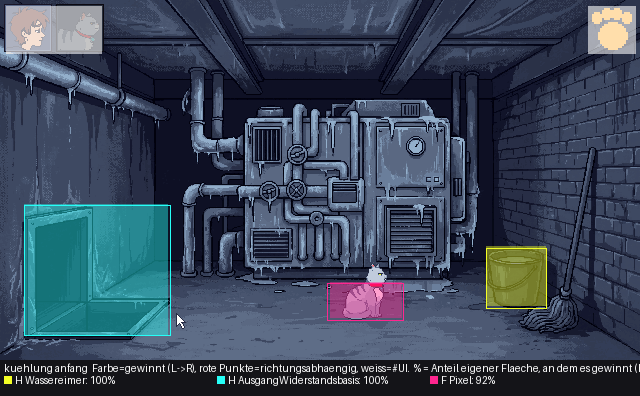 kuehlung anfang Farbe=gewinnt (L->R), rote Punkte=richtungsabhaengig, weiss=#UI. % = Anteil eigener Flaeche, an dem es gewinnt (
H Wassereimer: 100% H AusgangWiderstandsbasis: 100% F Pixel: 92%